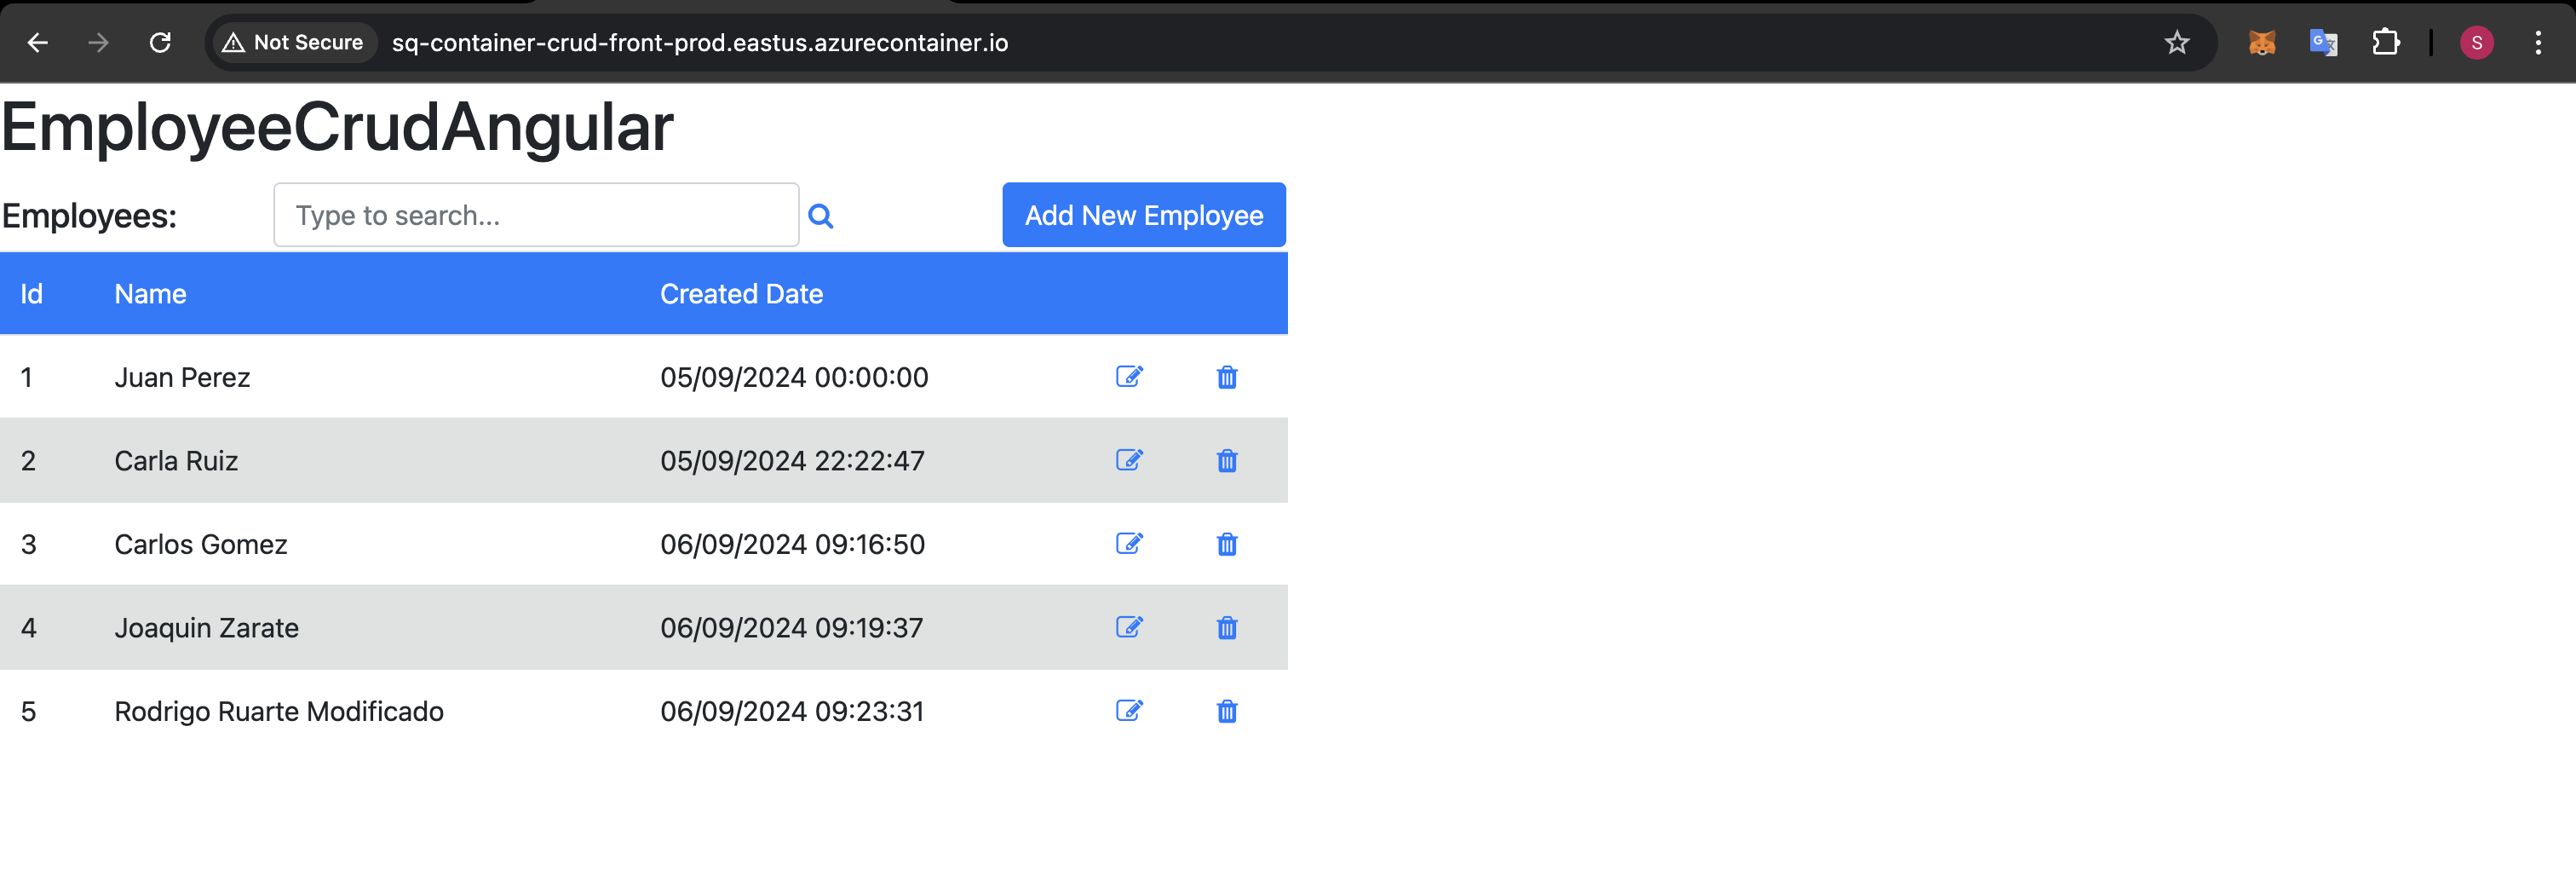 Not Secure sq-container-crud-front-prod.eastus.azurecontainer.io S
EmployeeCrudAngular
Employees: Type to search... Add New Employee
Id Name Created Date
1 Juan Perez 05/09/2024 00:00:00
2 Carla Ruiz 05/09/2024 22:22:47
3 Carlos Gomez 06/09/2024 09:16:50
4 Joaquin Zarate 06/09/2024 09:19:37
5 Rodrigo Ruarte Modificado 06/09/2024 09:23:31